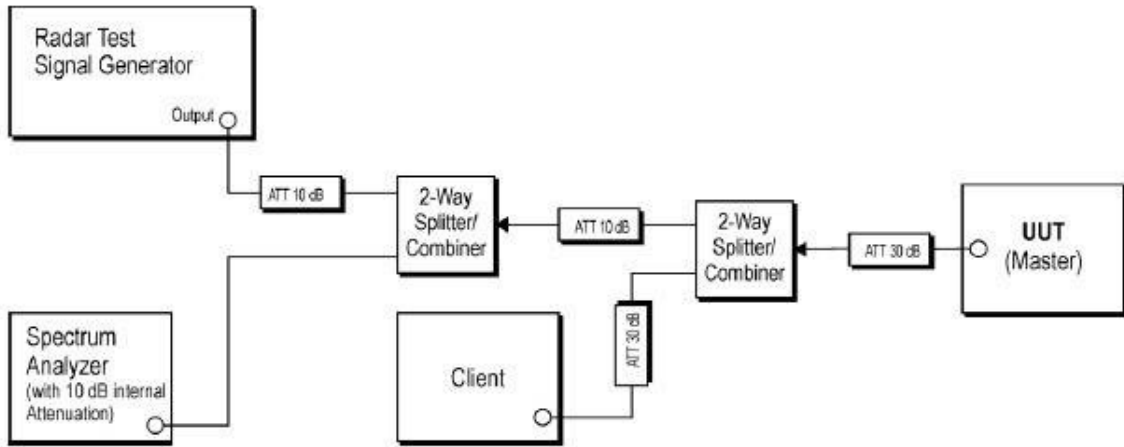 Radar Test
Signal Generator
Output
ATT 10 dB
2-Way
Splitter/
Combiner
ATT 10 dB
2-Way
Splitter/
Combiner
ATT 30 dB
UUT
(Master)
Spectrum
Analyzer
(with 10 dB internal
Attenuation)
Client
ATT 30 dB